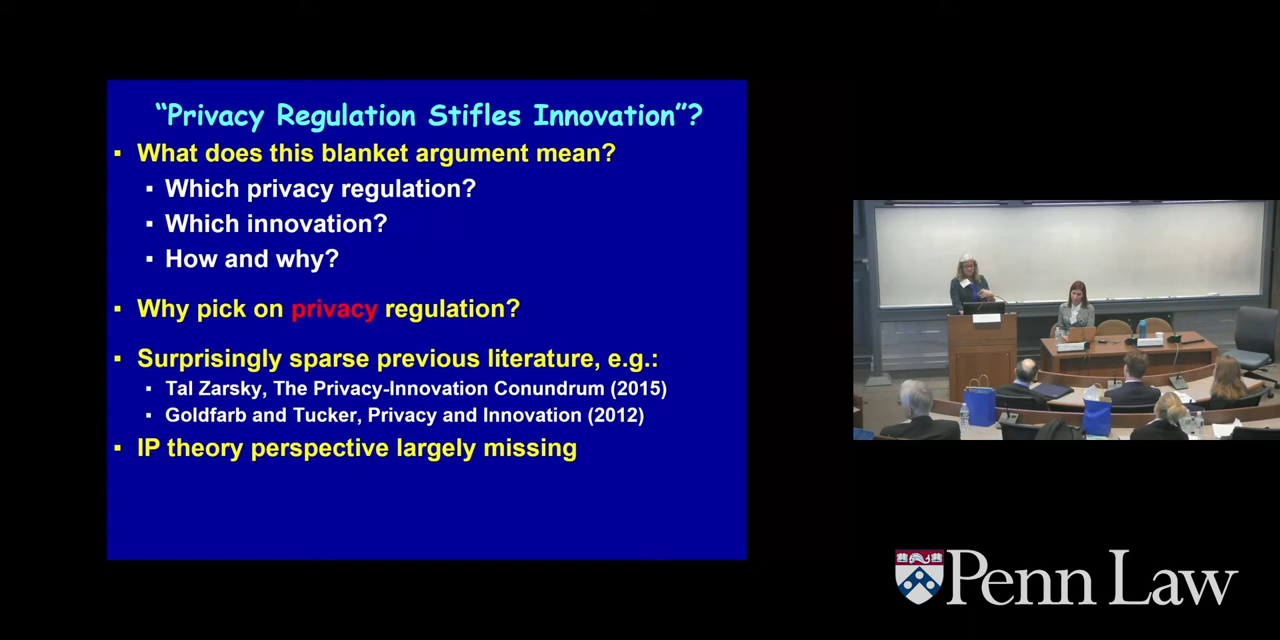 “Privacy Regulation Stifles Innovation”?
▪ What does this blanket argument mean?
▪ Which privacy regulation?
▪ Which innovation?
▪ How and why?
▪ Why pick on privacy regulation?
▪ Surprisingly sparse previous literature, e.g.:
▪ Tal Zarsky, The Privacy-Innovation Conundrum (2015)
▪ Goldfarb and Tucker, Privacy and Innovation (2012)
▪ IP theory perspective largely missing
Penn Law